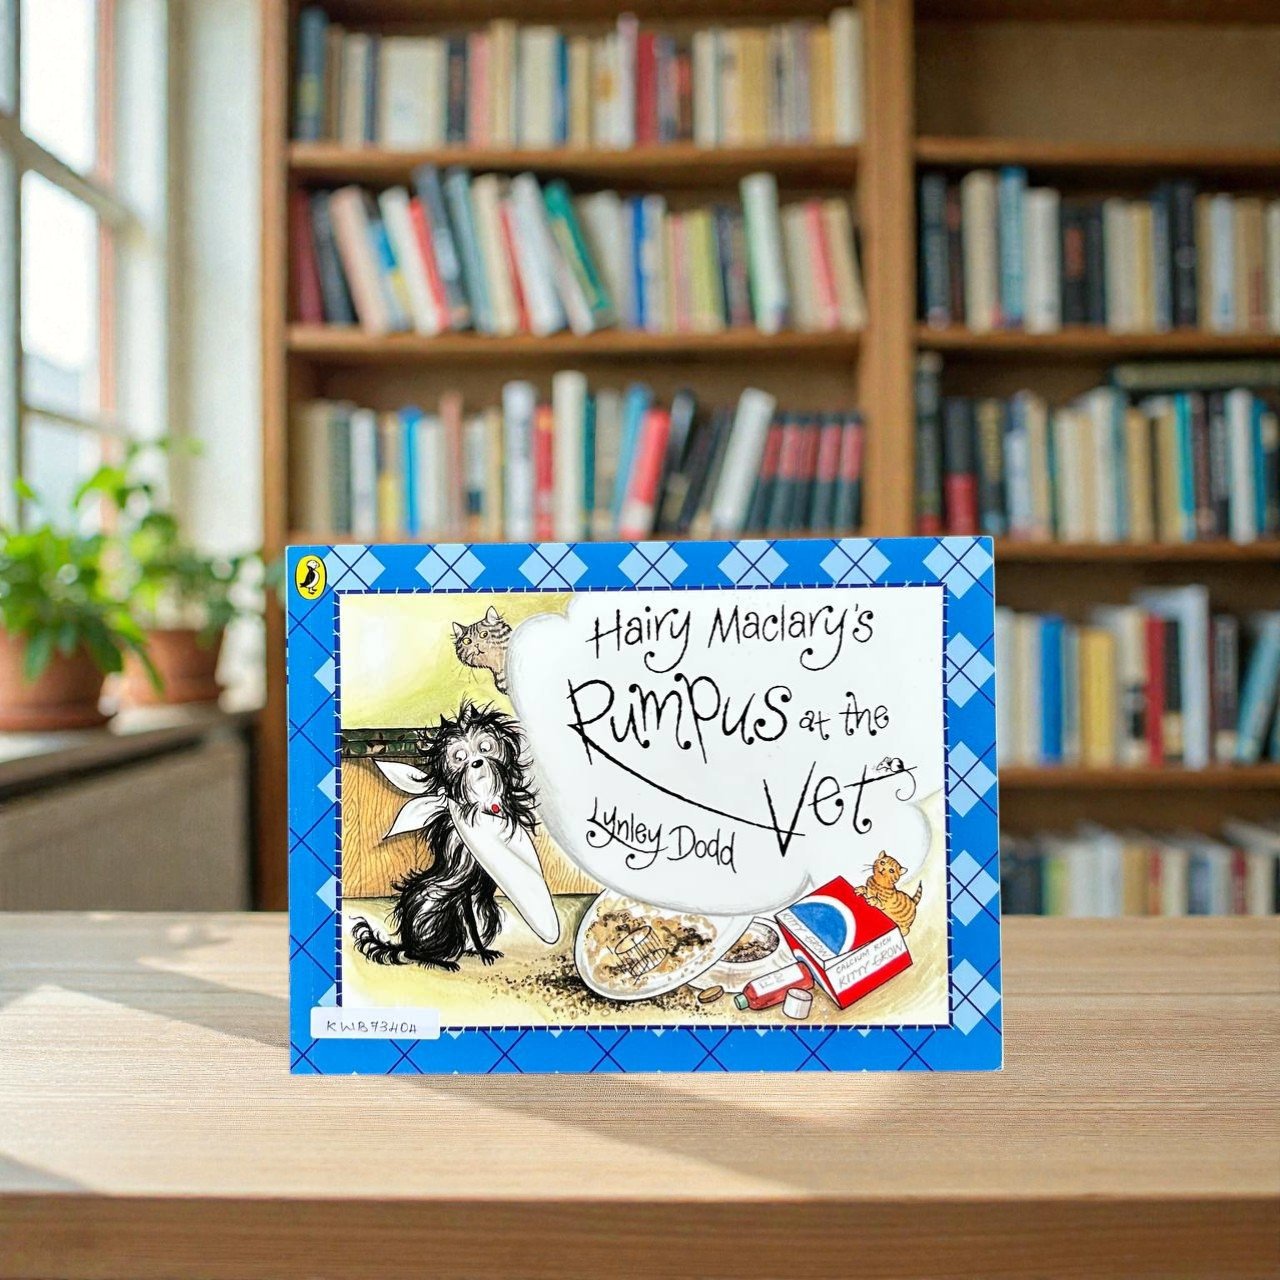 Hairy Maclary's
Rumpus at the
Vet
Lynley Dodd
KITTY GROW
CALCIUM RICH
KITTY GROW
KWB73404